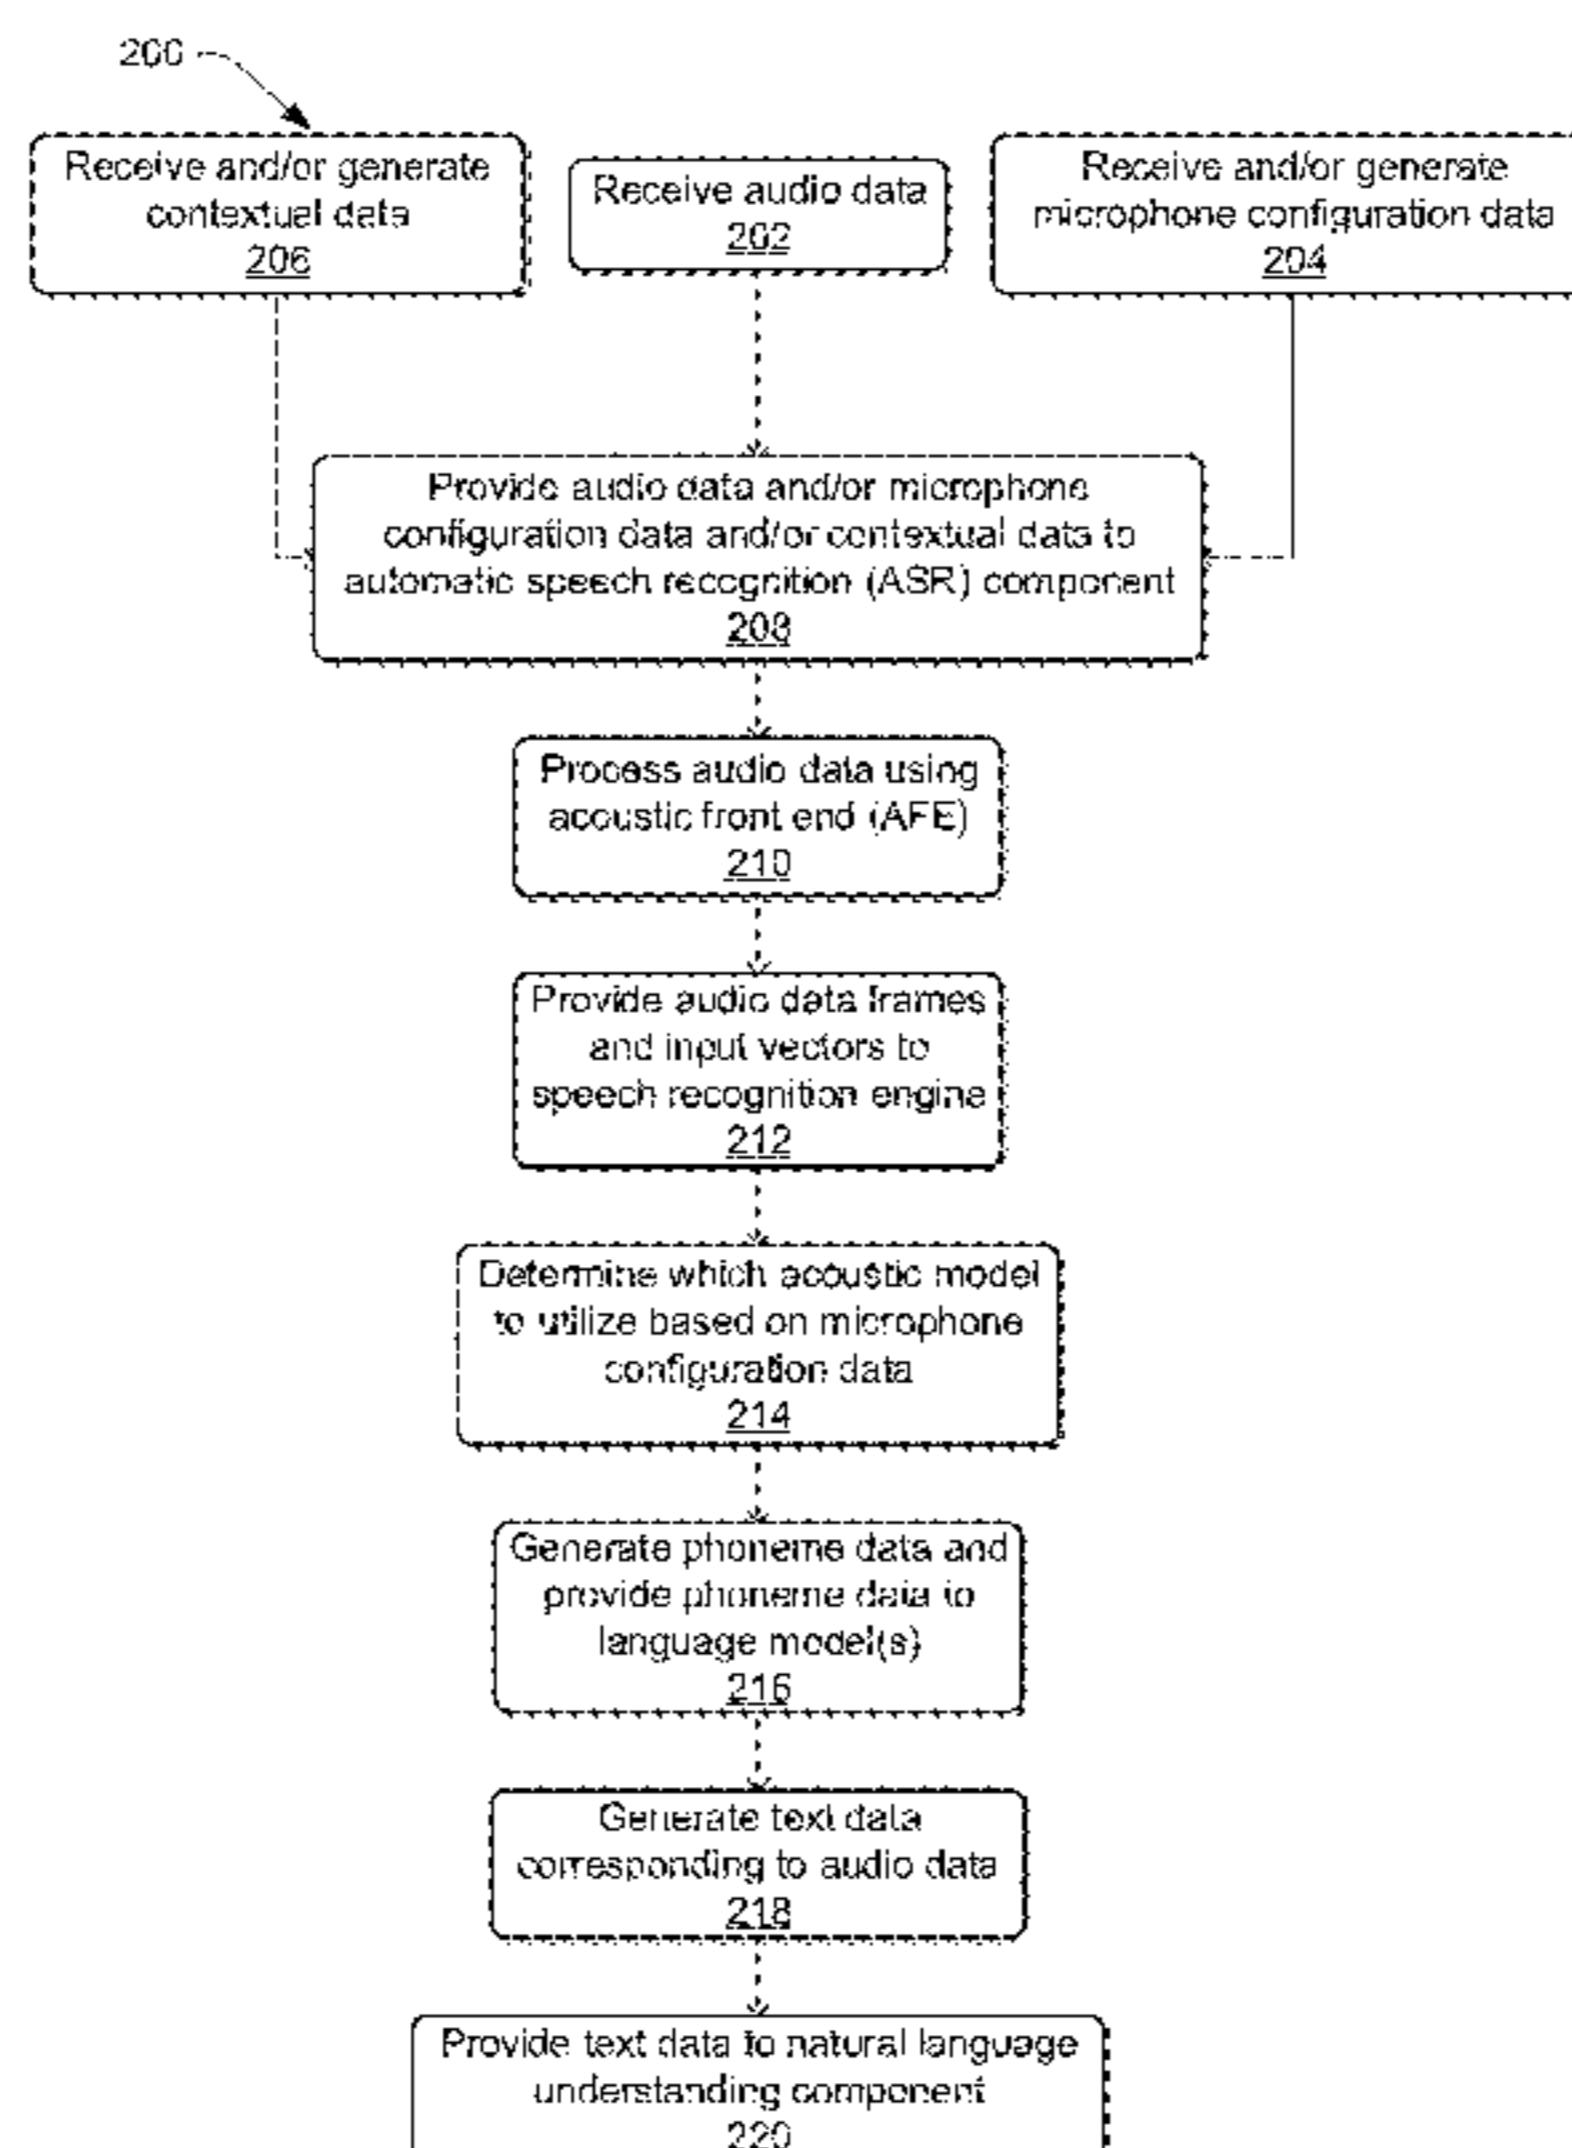 200
Receive and/or generate
contextual data
206
Receive audio data
202
Receive and/or generate
microphone configuration data
204
Provide audio data and/or microphone
configuration data and/or contextual data to
automatic speech recognition (ASR) component
208
Process audio data using
acoustic front end (AFE)
210
Provide audio data frames
and input vectors to
speech recognition engine
212
Determine which acoustic model
to utilize based on microphone
configuration data
214
Generate phoneme data and
provide phoneme data to
language model(s)
216
Generate text data
corresponding to audio data
218
Provide text data to natural language
understanding component
220